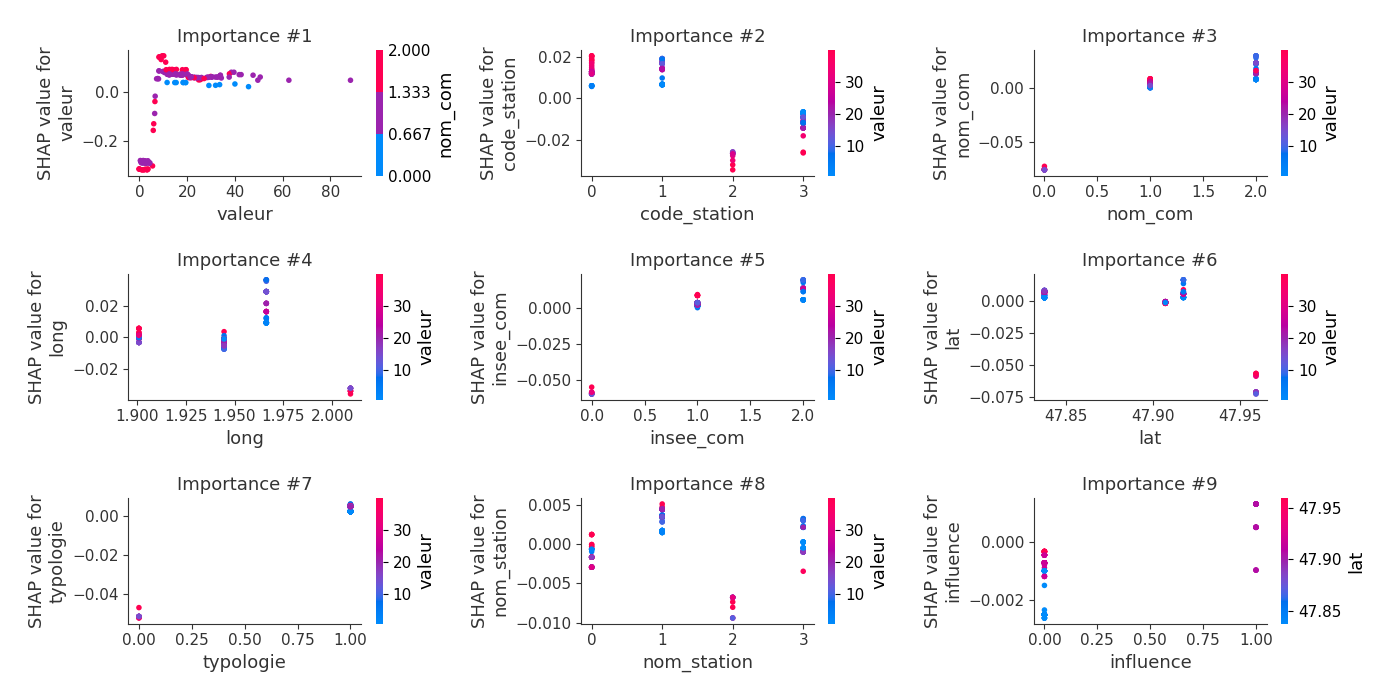 Importance #1
SHAP value for
valeur
0.0
−0.2
0
20
40
60
80
valeur
2.000
1.333
0.667
0.000
nom_com
Importance #2
SHAP value for
code_station
0.02
0.00
−0.02
0
1
2
3
code_station
30
20
10
valeur
Importance #3
SHAP value for
nom_com
0.00
−0.05
0.0
0.5
1.0
1.5
2.0
nom_com
30
20
10
valeur
Importance #4
SHAP value for
long
0.02
0.00
−0.02
1.900
1.925
1.950
1.975
2.000
long
30
20
10
valeur
Importance #5
SHAP value for
insee_com
0.000
−0.025
−0.050
0.0
0.5
1.0
1.5
2.0
insee_com
30
20
10
valeur
Importance #6
SHAP value for
lat
0.000
−0.025
−0.050
−0.075
47.85
47.90
47.95
lat
30
20
10
valeur
Importance #7
SHAP value for
typologie
0.00
−0.02
−0.04
0.00
0.25
0.50
0.75
1.00
typologie
30
20
10
valeur
Importance #8
SHAP value for
nom_station
0.005
0.000
−0.005
−0.010
0
1
2
3
nom_station
30
20
10
valeur
Importance #9
SHAP value for
influence
0.000
−0.002
0.00
0.25
0.50
0.75
1.00
influence
47.95
47.90
47.85
lat